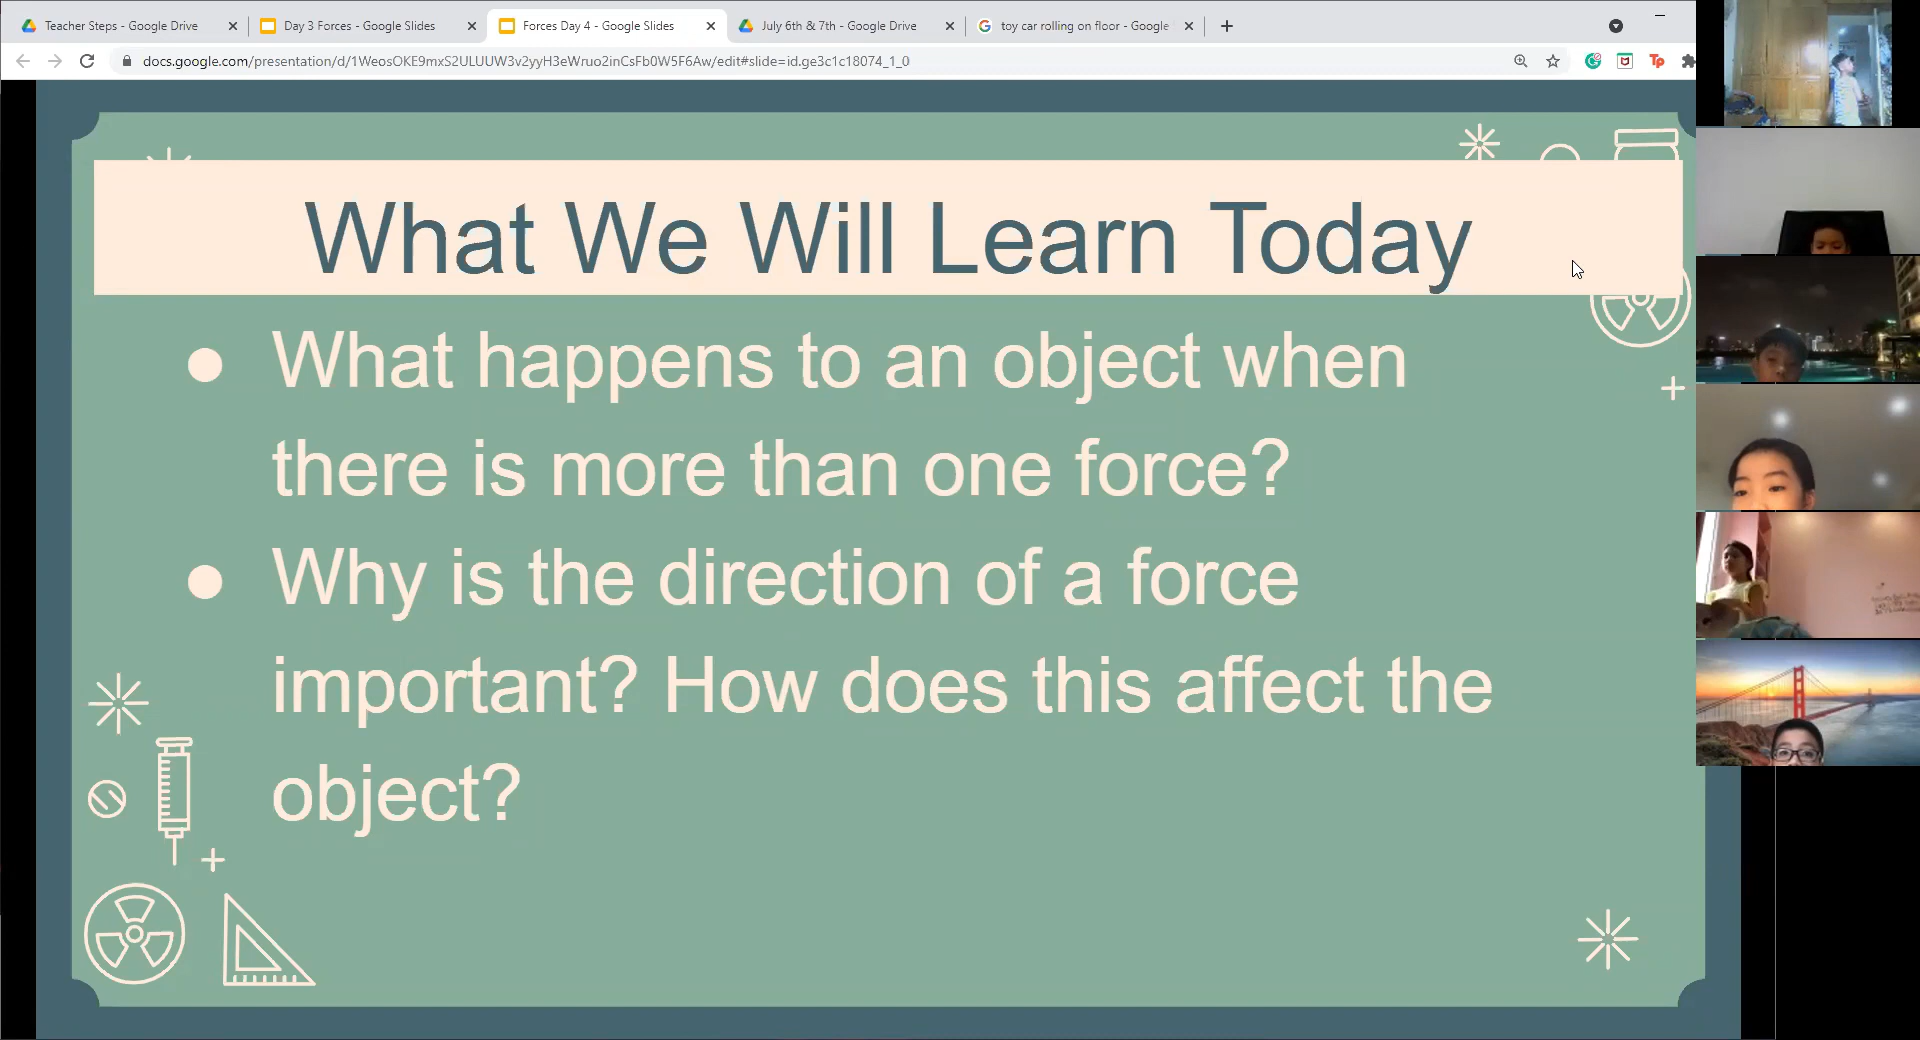 Teacher Steps - Google Drive
Day 3 Forces - Google Slides
Forces Day 4 - Google Slides
July 6th & 7th - Google Drive
toy car rolling on floor - Google
docs.google.com/presentation/d/1WeosOKE9mxS2ULUUW3v2yyH3eWruo2inCsFb0W5F6Aw/edit#slide=id.ge3c1c18074_1_0
What We Will Learn Today
● What happens to an object when
there is more than one force?
● Why is the direction of a force
important? How does this affect the
object?